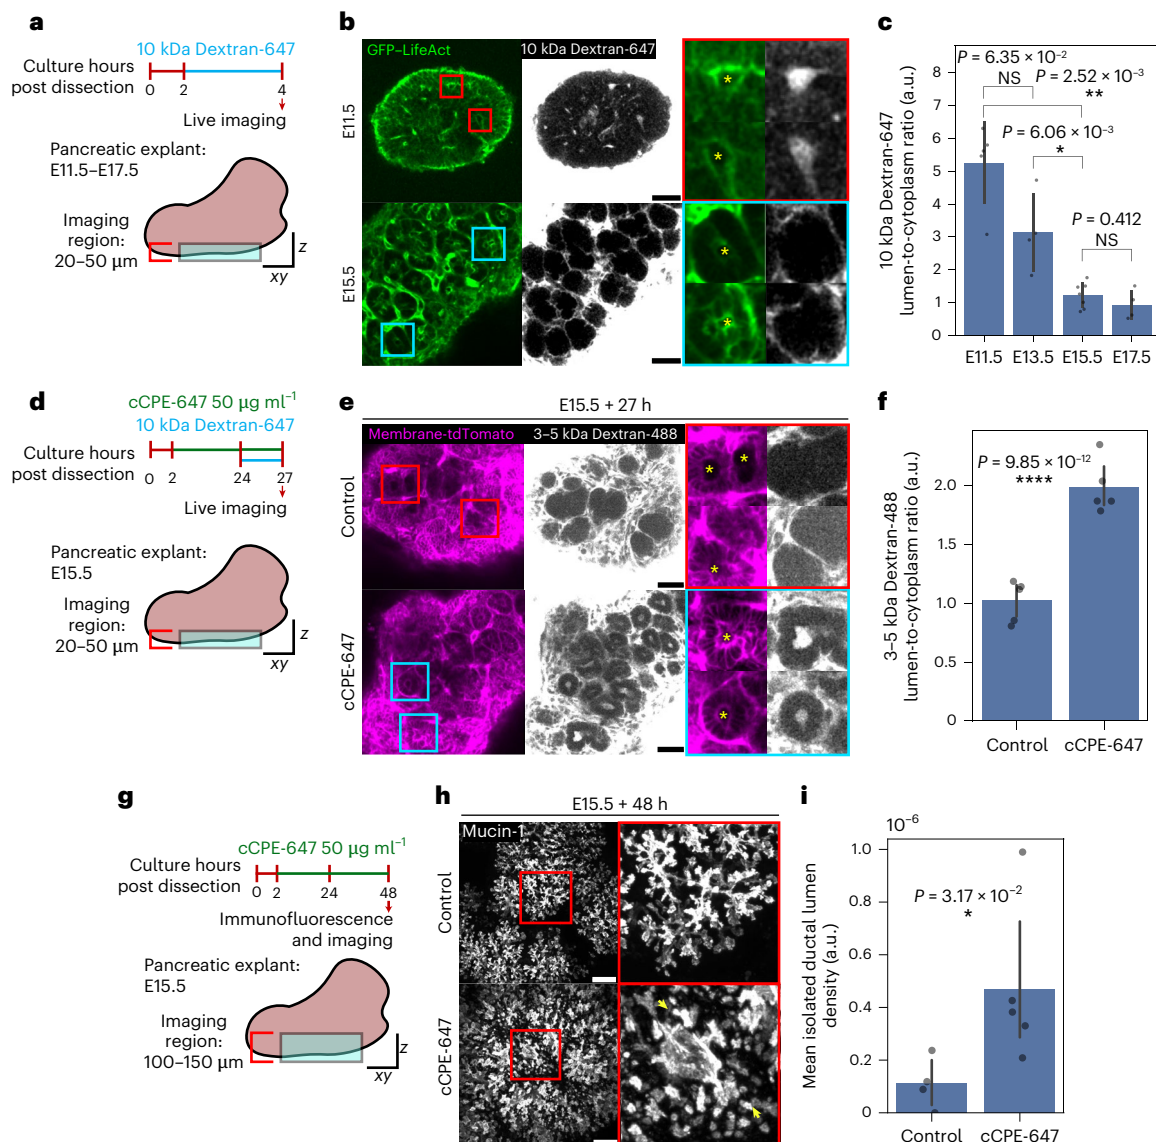 a
10 kDa Dextran-647
Culture hours
post dissection
0 2 4
Live imaging
Pancreatic explant:
E11.5–E17.5
Imaging
region:
20–50 µm
z
xy
b
GFP–LifeAct
10 kDa Dextran-647
E11.5
E15.5
*
*
*
*
c
10 kDa Dextran-647
lumen-to-cytoplasm ratio (a.u.)
P = 6.35 × 10⁻²
NS
P = 2.52 × 10⁻³
**
P = 6.06 × 10⁻³
*
P = 0.412
NS
8
7
6
5
4
3
2
1
0
E11.5 E13.5 E15.5 E17.5
d
cCPE-647 50 µg ml⁻¹
10 kDa Dextran-647
Culture hours
post dissection
0 2 24 27
Live imaging
Pancreatic explant:
E15.5
Imaging
region:
20–50 µm
z
xy
e
E15.5 + 27 h
Membrane-tdTomato
3–5 kDa Dextran-488
Control
cCPE-647
* *
*
*
*
f
3–5 kDa Dextran-488
lumen-to-cytoplasm ratio (a.u.)
P = 9.85 × 10⁻¹²
****
2.0
1.5
1.0
0.5
0
Control cCPE-647
g
cCPE-647 50 µg ml⁻¹
Culture hours
post dissection
0 2 24 48
Immunofluorescence
and imaging
Pancreatic explant:
E15.5
Imaging
region:
100–150 µm
z
xy
h
E15.5 + 48 h
Mucin-1
Control
cCPE-647
i
10⁻⁶
Mean isolated ductal lumen
density (a.u.)
P = 3.17 × 10⁻²
*
1.0
0.8
0.6
0.4
0.2
0
Control cCPE-647